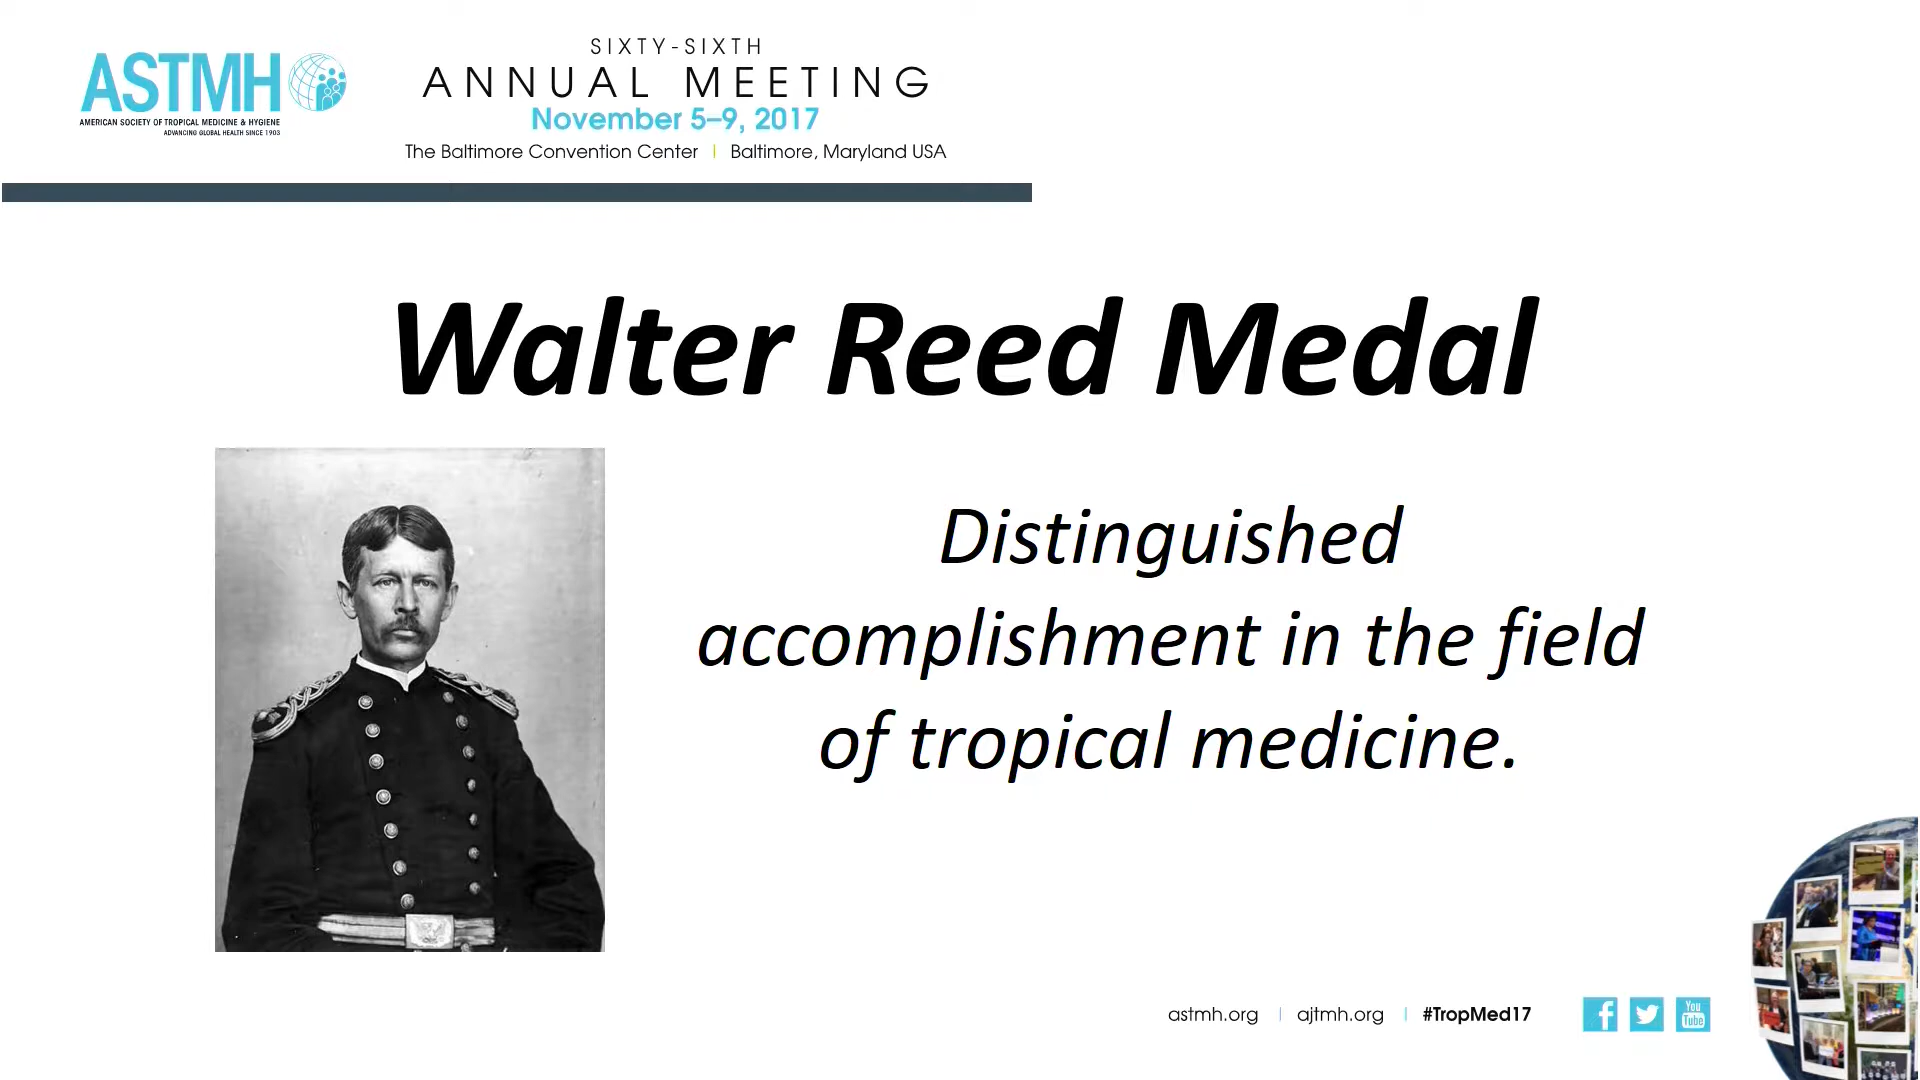 ASTMH
AMERICAN SOCIETY OF TROPICAL MEDICINE & HYGIENE
ADVANCING GLOBAL HEALTH SINCE 1903
SIXTY-SIXTH
ANNUAL MEETING
November 5–9, 2017
The Baltimore Convention Center | Baltimore, Maryland USA
Walter Reed Medal
Distinguished
accomplishment in the field
of tropical medicine.
astmh.org | ajtmh.org | #TropMed17
You
Tube